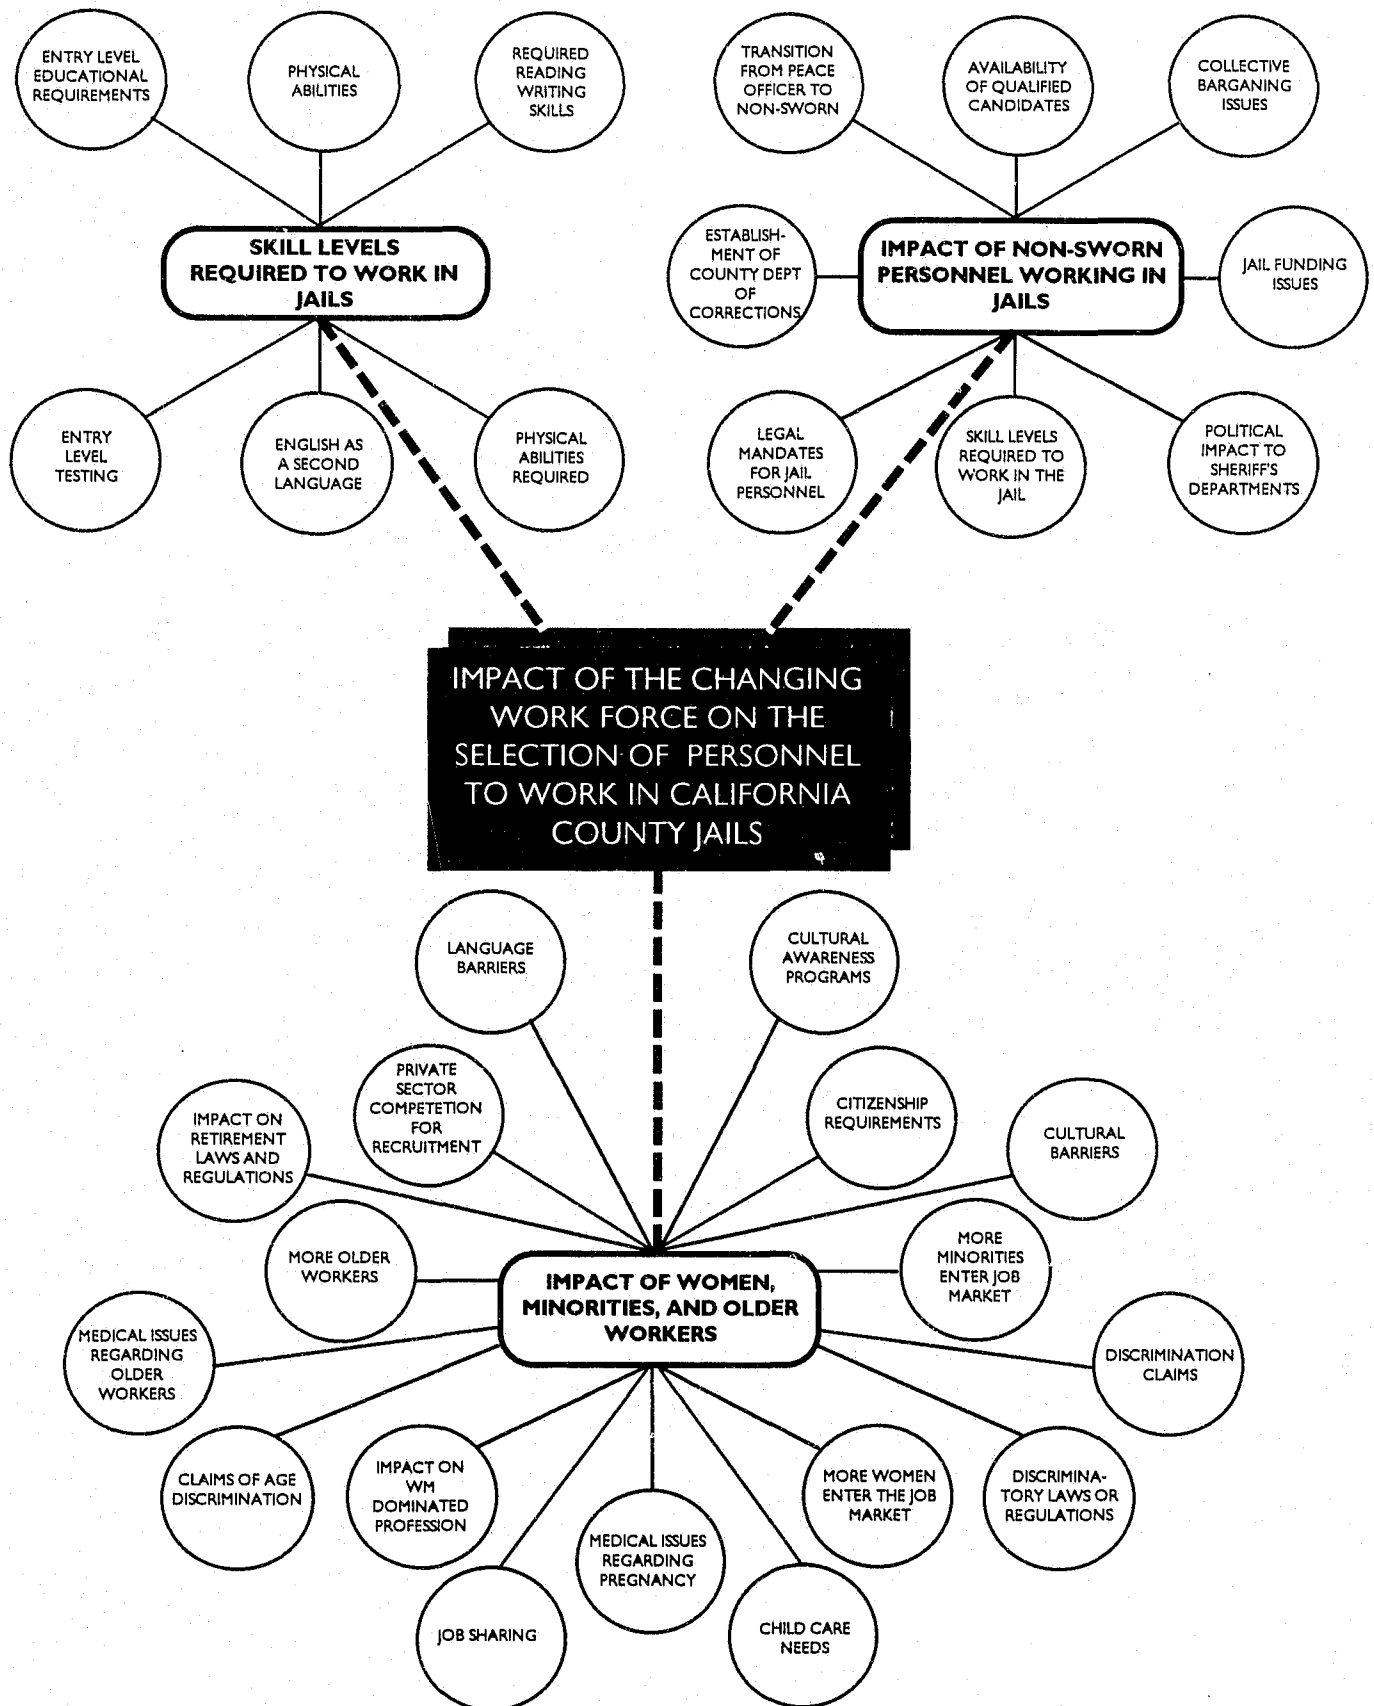 ENTRY LEVEL
EDUCATIONAL
REQUIREMENTS
PHYSICAL
ABILITIES
REQUIRED
READING
WRITING
SKILLS
TRANSITION
FROM PEACE
OFFICER TO
NON-SWORN
AVAILABILITY
OF QUALIFIED
CANDIDATES
COLLECTIVE
BARGANING
ISSUES
SKILL LEVELS
REQUIRED TO WORK IN
JAILS
ESTABLISH-
MENT OF
COUNTY DEPT
OF
CORRECTIONS
IMPACT OF NON-SWORN
PERSONNEL WORKING IN
JAILS
JAIL FUNDING
ISSUES
ENTRY
LEVEL
TESTING
ENGLISH AS
A SECOND
LANGUAGE
PHYSICAL
ABILITIES
REQUIRED
LEGAL
MANDATES
FOR JAIL
PERSONNEL
SKILL LEVELS
REQUIRED TO
WORK IN THE
JAIL
POLITICAL
IMPACT TO
SHERIFF'S
DEPARTMENTS
IMPACT OF THE CHANGING
WORK FORCE ON THE
SELECTION OF PERSONNEL
TO WORK IN CALIFORNIA
COUNTY JAILS
LANGUAGE
BARRIERS
CULTURAL
AWARENESS
PROGRAMS
PRIVATE
SECTOR
COMPETETION
FOR
RECRUITMENT
CITIZENSHIP
REQUIREMENTS
IMPACT ON
RETIREMENT
LAWS AND
REGULATIONS
CULTURAL
BARRIERS
MORE OLDER
WORKERS
MORE
MINORITIES
ENTER JOB
MARKET
IMPACT OF WOMEN,
MINORITIES, AND OLDER
WORKERS
MEDICAL ISSUES
REGARDING
OLDER
WORKERS
DISCRIMINATION
CLAIMS
CLAIMS OF AGE
DISCRIMINATION
IMPACT ON
WM
DOMINATED
PROFESSION
MORE WOMEN
ENTER THE JOB
MARKET
DISCRIMINA-
TORY LAWS OR
REGULATIONS
MEDICAL ISSUES
REGARDING
PREGNANCY
JOB SHARING
CHILD CARE
NEEDS